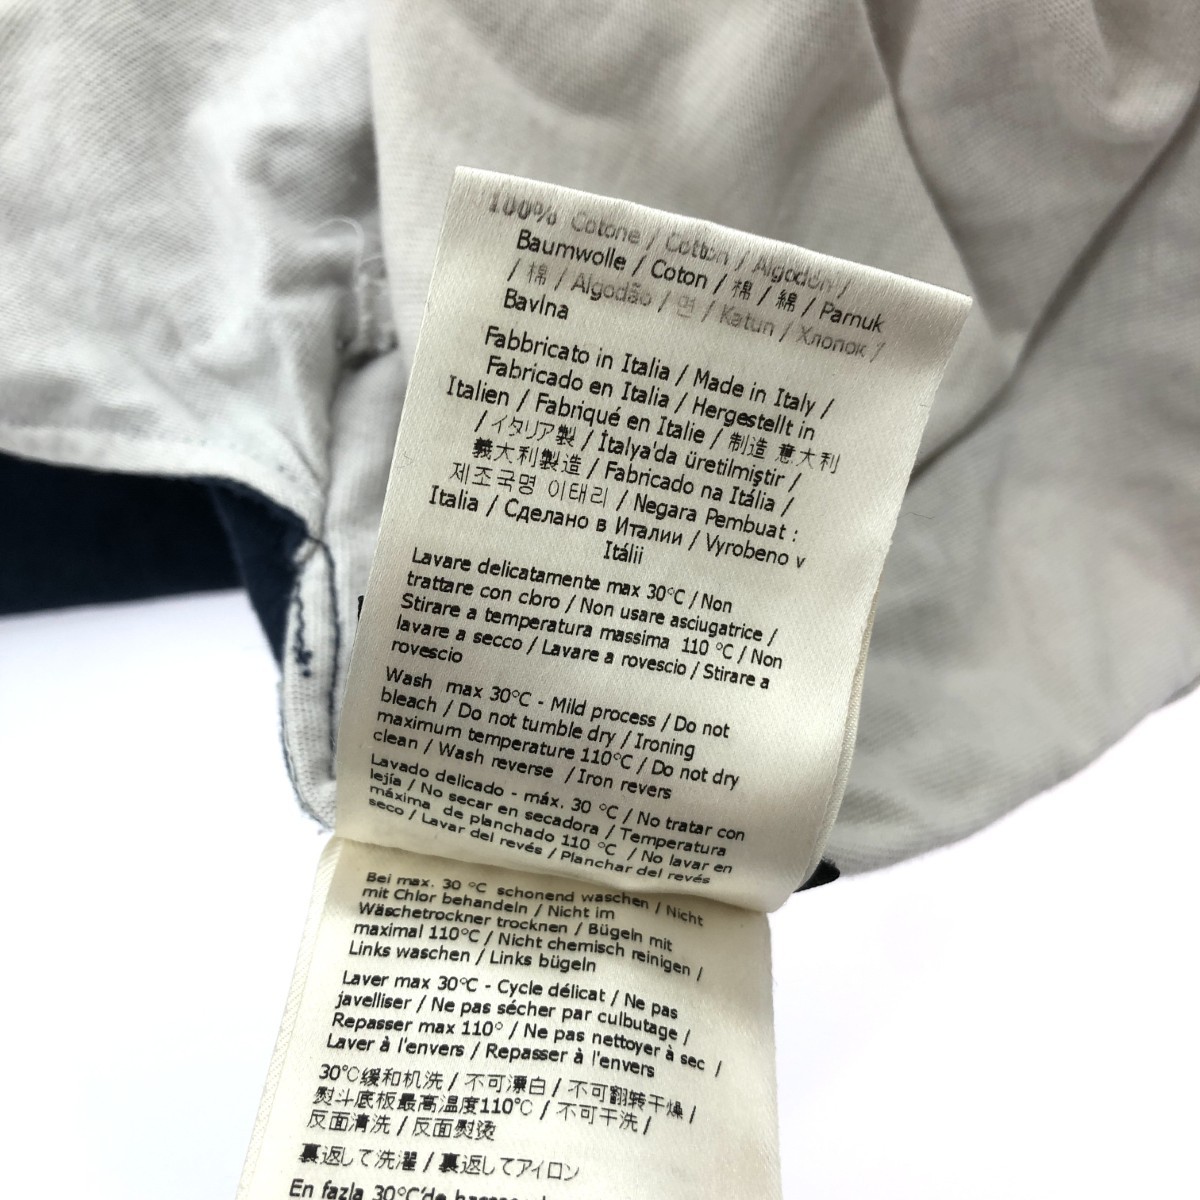 100% Cotone / Cotton / Algodón /
Baumwolle / Coton / 棉 / 綿 / Pamuk
/ 棉 / Algodão / 면 / Katun / Хлопок /
Bavlna
Fabbricato in Italia / Made in Italy /
Fabricado en Italia / Hergestellt in
Italien / Fabriqué en Italie / 制造 意大利
/ イタリア製 / İtalya'da üretilmiştir /
義大利製造 / Fabricado na Itália /
제조국명 이태리 / Negara Pembuat :
Italia / Сделано в Италии / Vyrobeno v
Itálii
Lavare delicatamente max 30°C / Non
trattare con cloro / Non usare asciugatrice /
Stirare a temperatura massima 110 °C / Non
lavare a secco / Lavare a rovescio / Stirare a
rovescio
Wash max 30°C - Mild process / Do not
bleach / Do not tumble dry / Ironing
maximum temperature 110°C / Do not dry
clean / Wash reverse / Iron revers
Lavado delicado - máx. 30 °C / No tratar con
lejía / No secar en secadora / Temperatura
máxima de planchado 110 °C / No lavar en
seco / Lavar del revés / Planchar del revés
Bei max. 30 °C schonend waschen / Nicht
mit Chlor behandeln / Nicht im
Wäschetrockner trocknen / Bügeln mit
maximal 110°C / Nicht chemisch reinigen /
Links waschen / Links bügeln
Laver max 30°C - Cycle délicat / Ne pas
javelliser / Ne pas sécher par culbutage /
Repasser max 110° / Ne pas nettoyer à sec /
Laver à l'envers / Repasser à l'envers
30°C缓和机洗 / 不可漂白 / 不可翻转干燥 /
熨斗底板最高温度110°C / 不可干洗 /
反面清洗 / 反面熨烫
裏返して洗濯 / 裏返してアイロン
En fazla 30°C'de